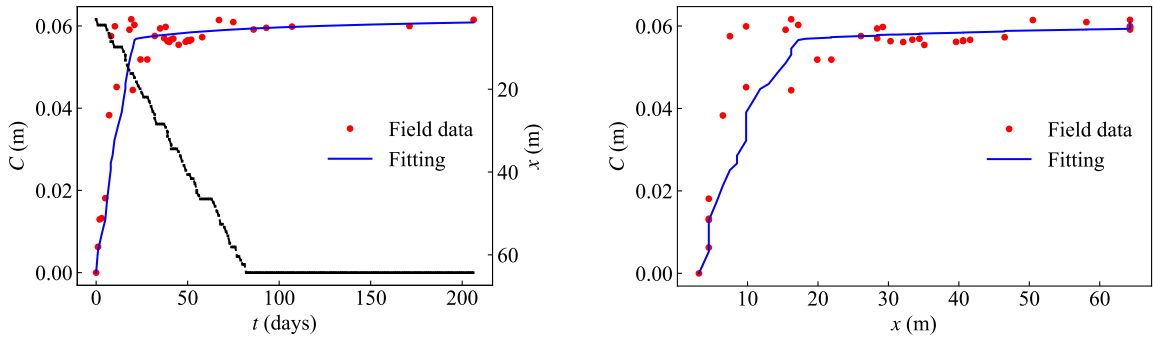 0.06
0.04
0.02
0.00
C (m)
20
40
60
x (m)
Field data
Fitting
0 50 100 150 200
t (days)
0.06
0.04
0.02
0.00
C (m)
Field data
Fitting
10 20 30 40 50 60
x (m)